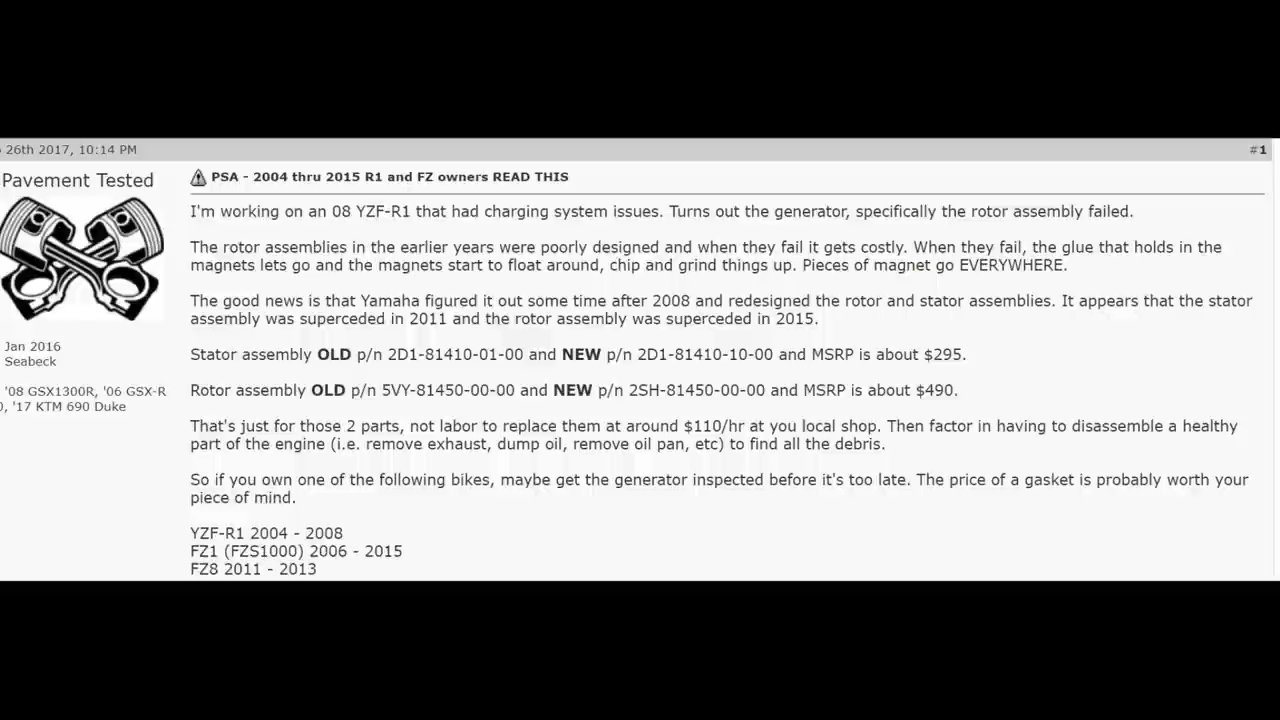 26th 2017, 10:14 PM
#1
Pavement Tested
PSA - 2004 thru 2015 R1 and FZ owners READ THIS
I'm working on an 08 YZF-R1 that had charging system issues. Turns out the generator, specifically the rotor assembly failed.
The rotor assemblies in the earlier years were poorly designed and when they fail it gets costly. When they fail, the glue that holds in the
magnets lets go and the magnets start to float around, chip and grind things up. Pieces of magnet go EVERYWHERE.
The good news is that Yamaha figured it out some time after 2008 and redesigned the rotor and stator assemblies. It appears that the stator
assembly was superceded in 2011 and the rotor assembly was superceded in 2015.
Jan 2016
Seabeck
'08 GSX1300R, '06 GSX-R
, '17 KTM 690 Duke
Stator assembly OLD p/n 2D1-81410-01-00 and NEW p/n 2D1-81410-10-00 and MSRP is about $295.
Rotor assembly OLD p/n 5VY-81450-00-00 and NEW p/n 2SH-81450-00-00 and MSRP is about $490.
That's just for those 2 parts, not labor to replace them at around $110/hr at you local shop. Then factor in having to disassemble a healthy
part of the engine (i.e. remove exhaust, dump oil, remove oil pan, etc) to find all the debris.
So if you own one of the following bikes, maybe get the generator inspected before it's too late. The price of a gasket is probably worth your
piece of mind.
YZF-R1 2004 - 2008
FZ1 (FZS1000) 2006 - 2015
FZ8 2011 - 2013